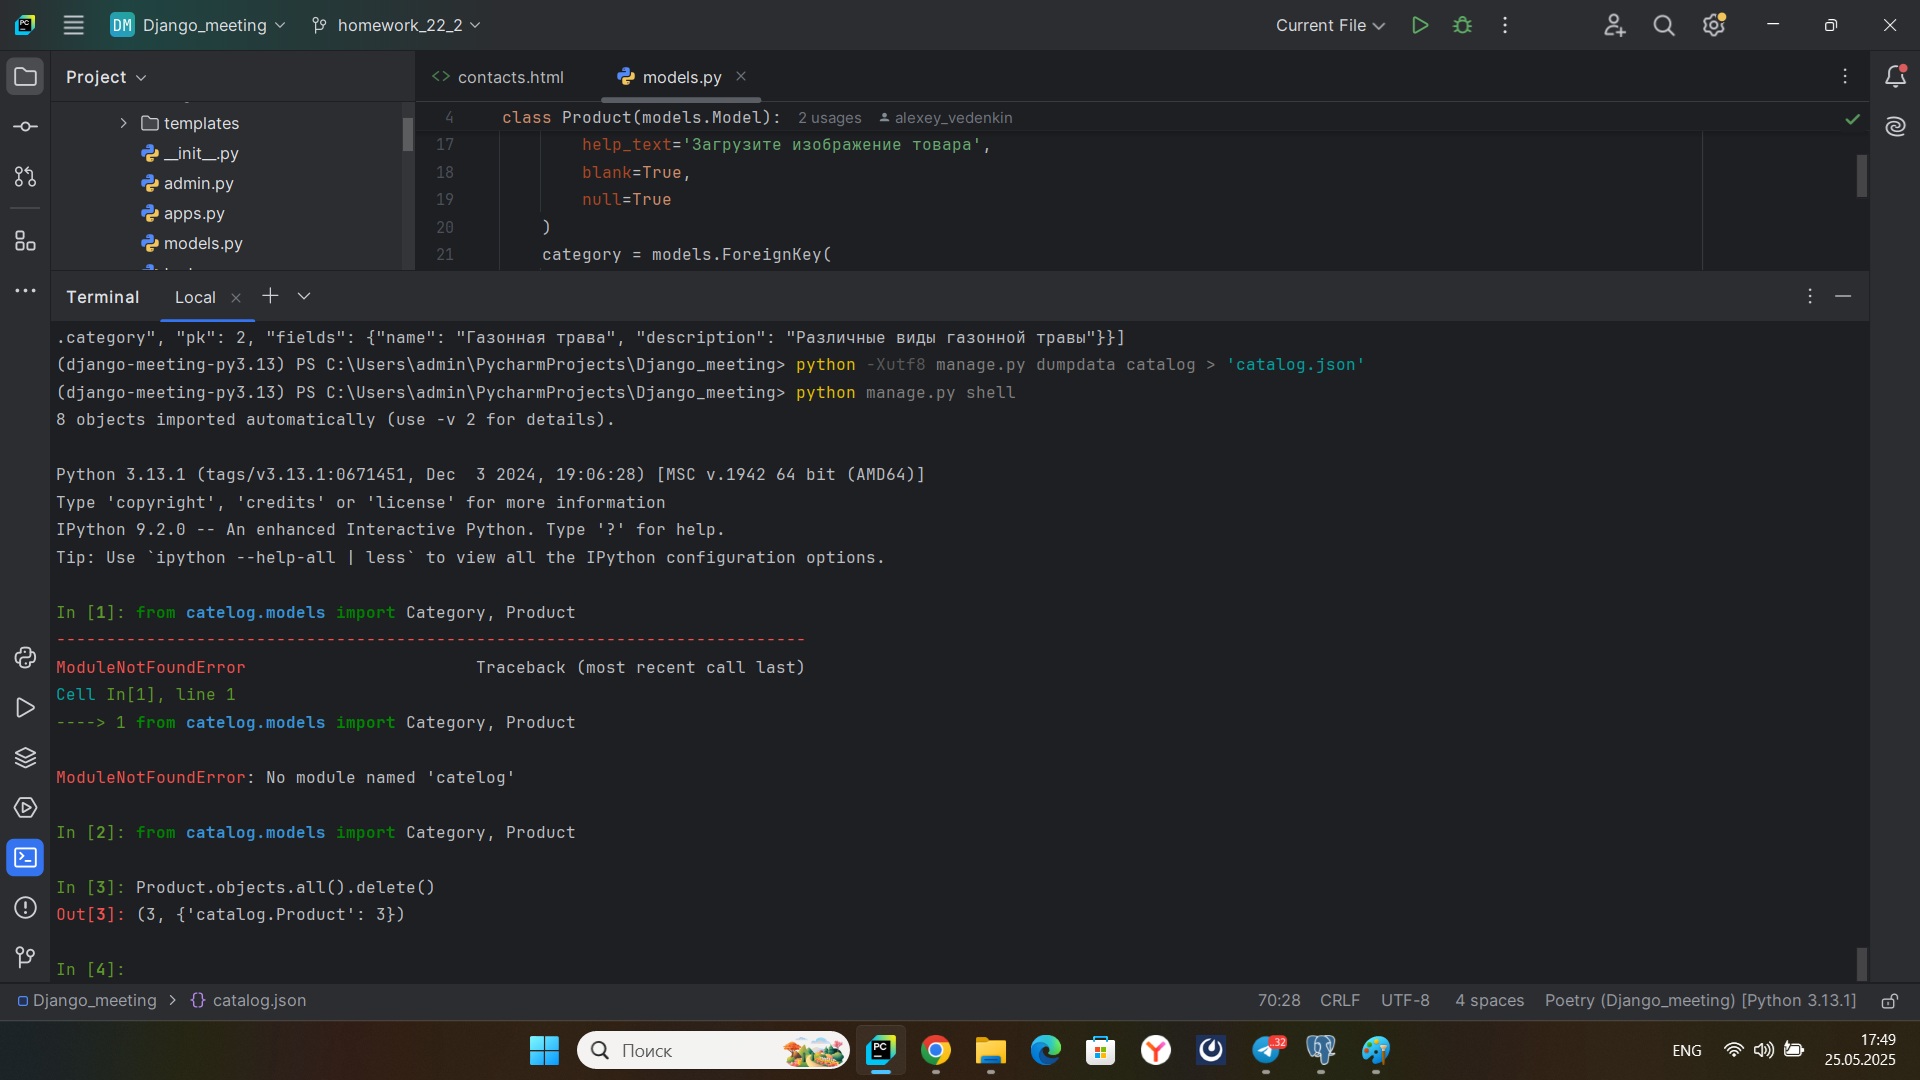 DM Django_meeting
homework_22_2
Current File
Project
contacts.html
models.py
templates
__init__.py
admin.py
apps.py
models.py
4 class Product(models.Model): 2 usages alexey_vedenkin
17 help_text='Загрузите изображение товара',
18 blank=True,
19 null=True
20 )
21 category = models.ForeignKey(
Terminal
Local
.category", "pk": 2, "fields": {"name": "Газонная трава", "description": "Различные виды газонной травы"}}]
(django-meeting-py3.13) PS C:\Users\admin\PycharmProjects\Django_meeting> python -Xutf8 manage.py dumpdata catalog > 'catalog.json'
(django-meeting-py3.13) PS C:\Users\admin\PycharmProjects\Django_meeting> python manage.py shell
8 objects imported automatically (use -v 2 for details).
Python 3.13.1 (tags/v3.13.1:0671451, Dec  3 2024, 19:06:28) [MSC v.1942 64 bit (AMD64)]
Type 'copyright', 'credits' or 'license' for more information
IPython 9.2.0 -- An enhanced Interactive Python. Type '?' for help.
Tip: Use `ipython --help-all | less` to view all the IPython configuration options.
In [1]: from catelog.models import Category, Product
---------------------------------------------------------------------------
ModuleNotFoundError                       Traceback (most recent call last)
Cell In[1], line 1
----> 1 from catelog.models import Category, Product
ModuleNotFoundError: No module named 'catelog'
In [2]: from catalog.models import Category, Product
In [3]: Product.objects.all().delete()
Out[3]: (3, {'catalog.Product': 3})
In [4]:
Django_meeting > {} catalog.json
70:28 CRLF UTF-8 4 spaces Poetry (Django_meeting) [Python 3.13.1]
Поиск
PC
32
ENG
17:49
25.05.2025